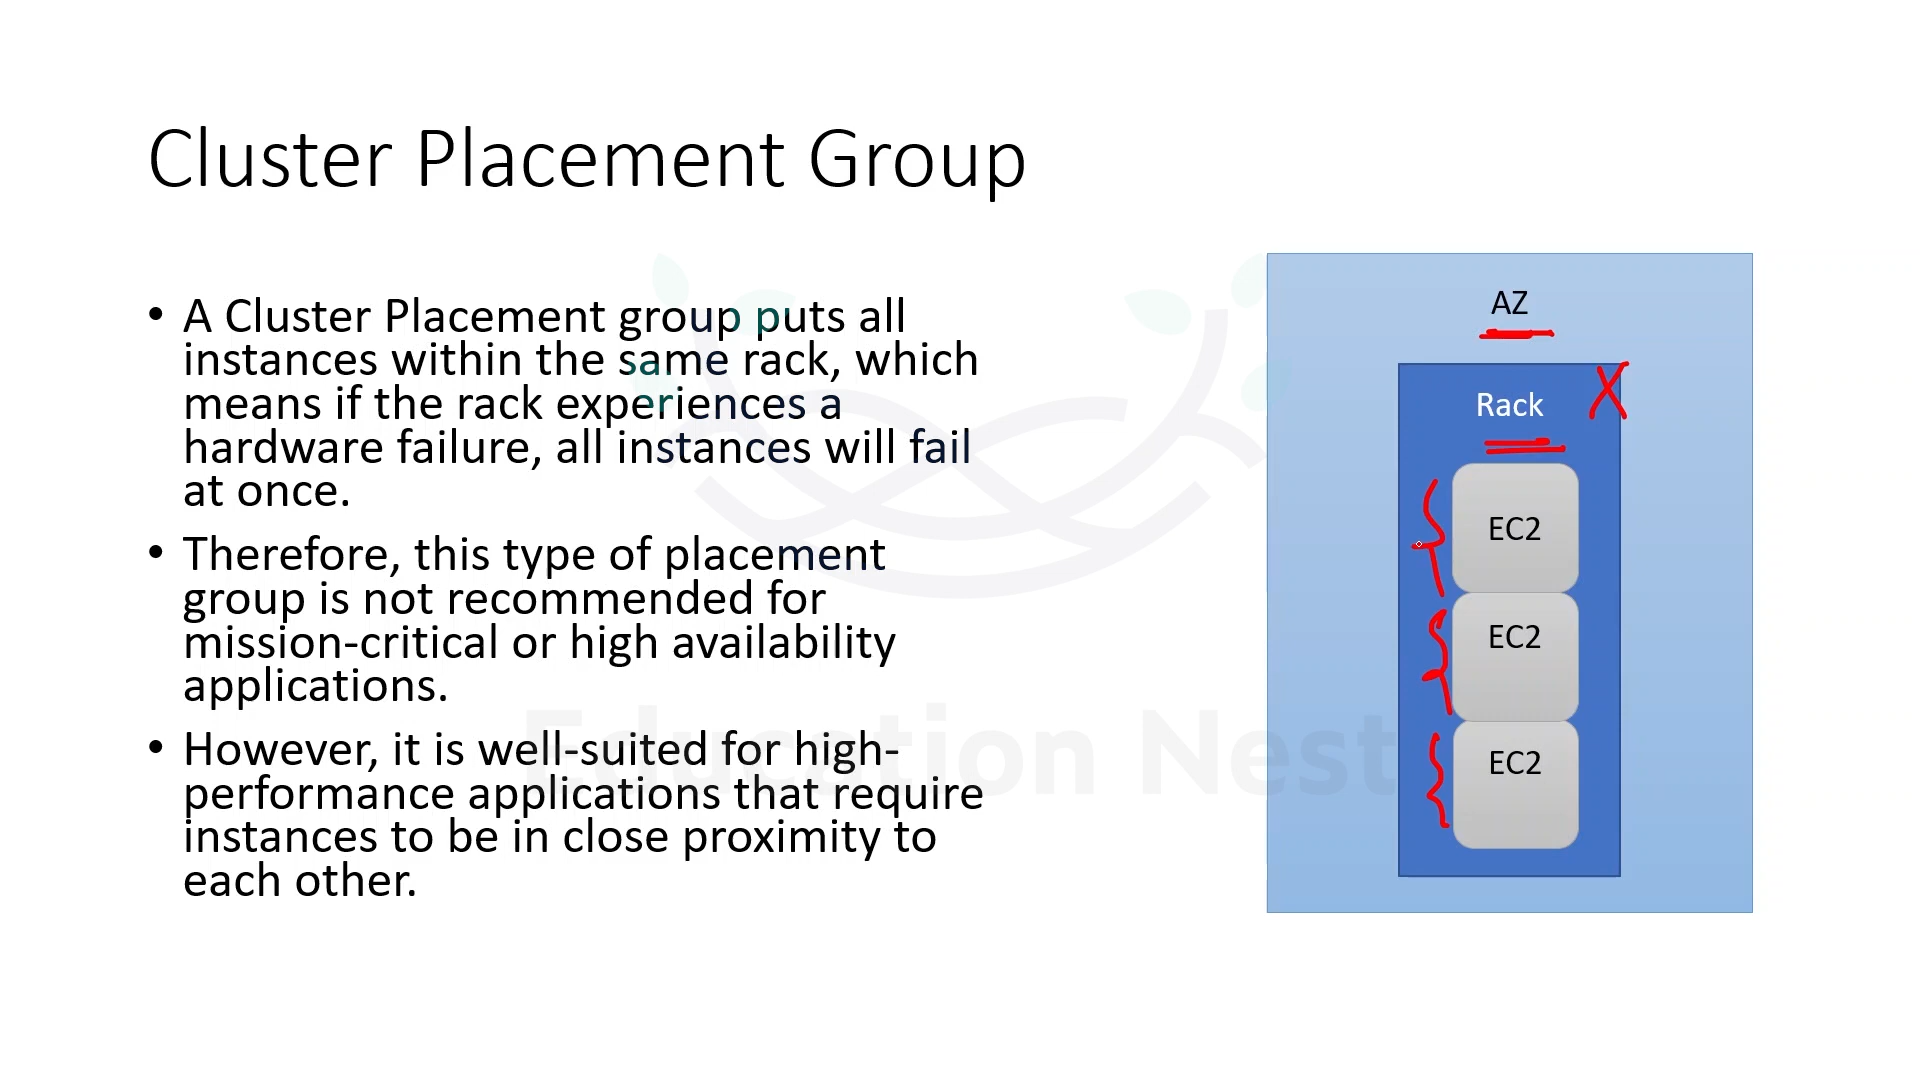 Cluster Placement Group
• A Cluster Placement group puts all
instances within the same rack, which
means if the rack experiences a
hardware failure, all instances will fail
at once.
• Therefore, this type of placement
group is not recommended for
mission-critical or high availability
applications.
• However, it is well-suited for high-
performance applications that require
instances to be in close proximity to
each other.
AZ
Rack
X
EC2
EC2
EC2
Education Nest